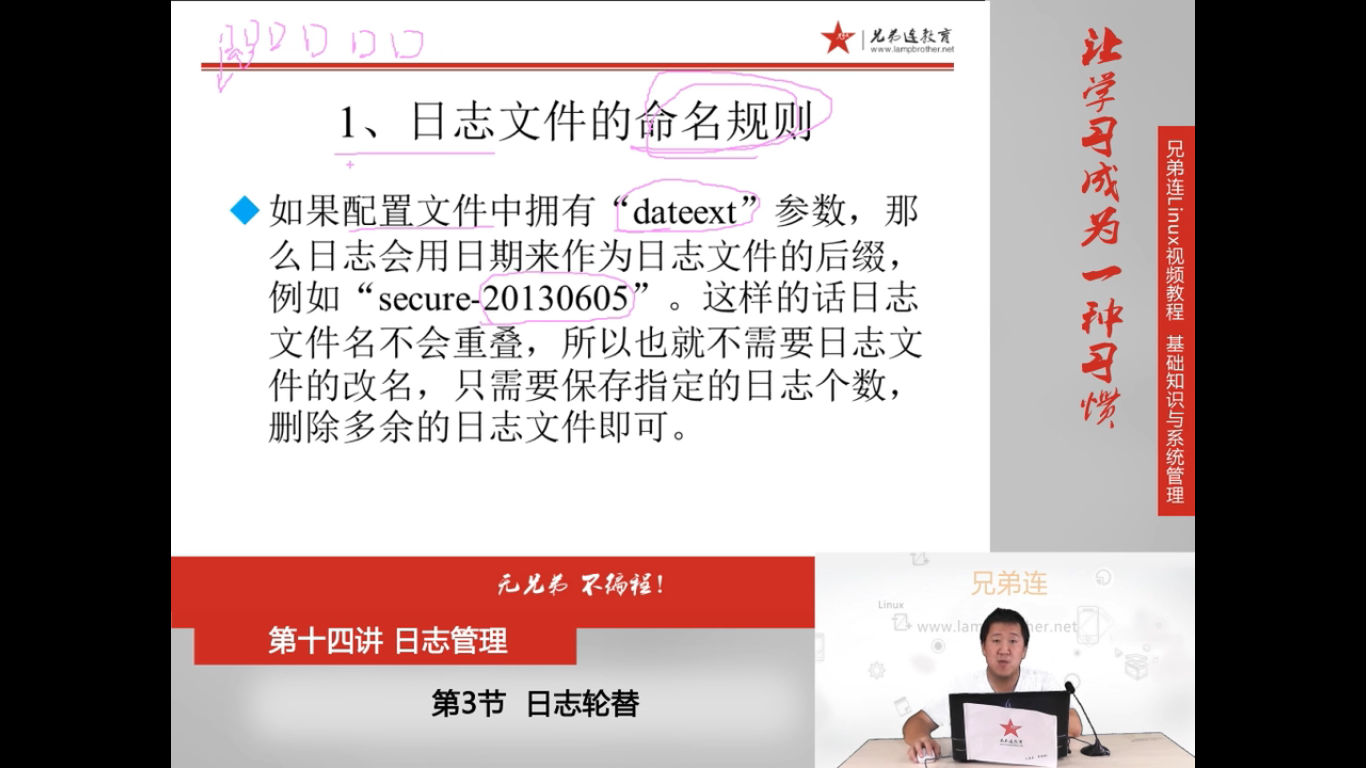 兄弟连教育
www.lampbrother.net
1、日志文件的命名规则
如果配置文件中拥有“dateext”参数，那
么日志会用日期来作为日志文件的后缀，
例如“secure-20130605”。这样的话日志
文件名不会重叠，所以也就不需要日志文
件的改名，只需要保存指定的日志个数，
删除多余的日志文件即可。
让学习成为一种习惯
兄弟连Linux视频教程 基础知识与系统管理
无兄弟 不编程！
第十四讲 日志管理
第3节 日志轮替
兄弟连
Linux